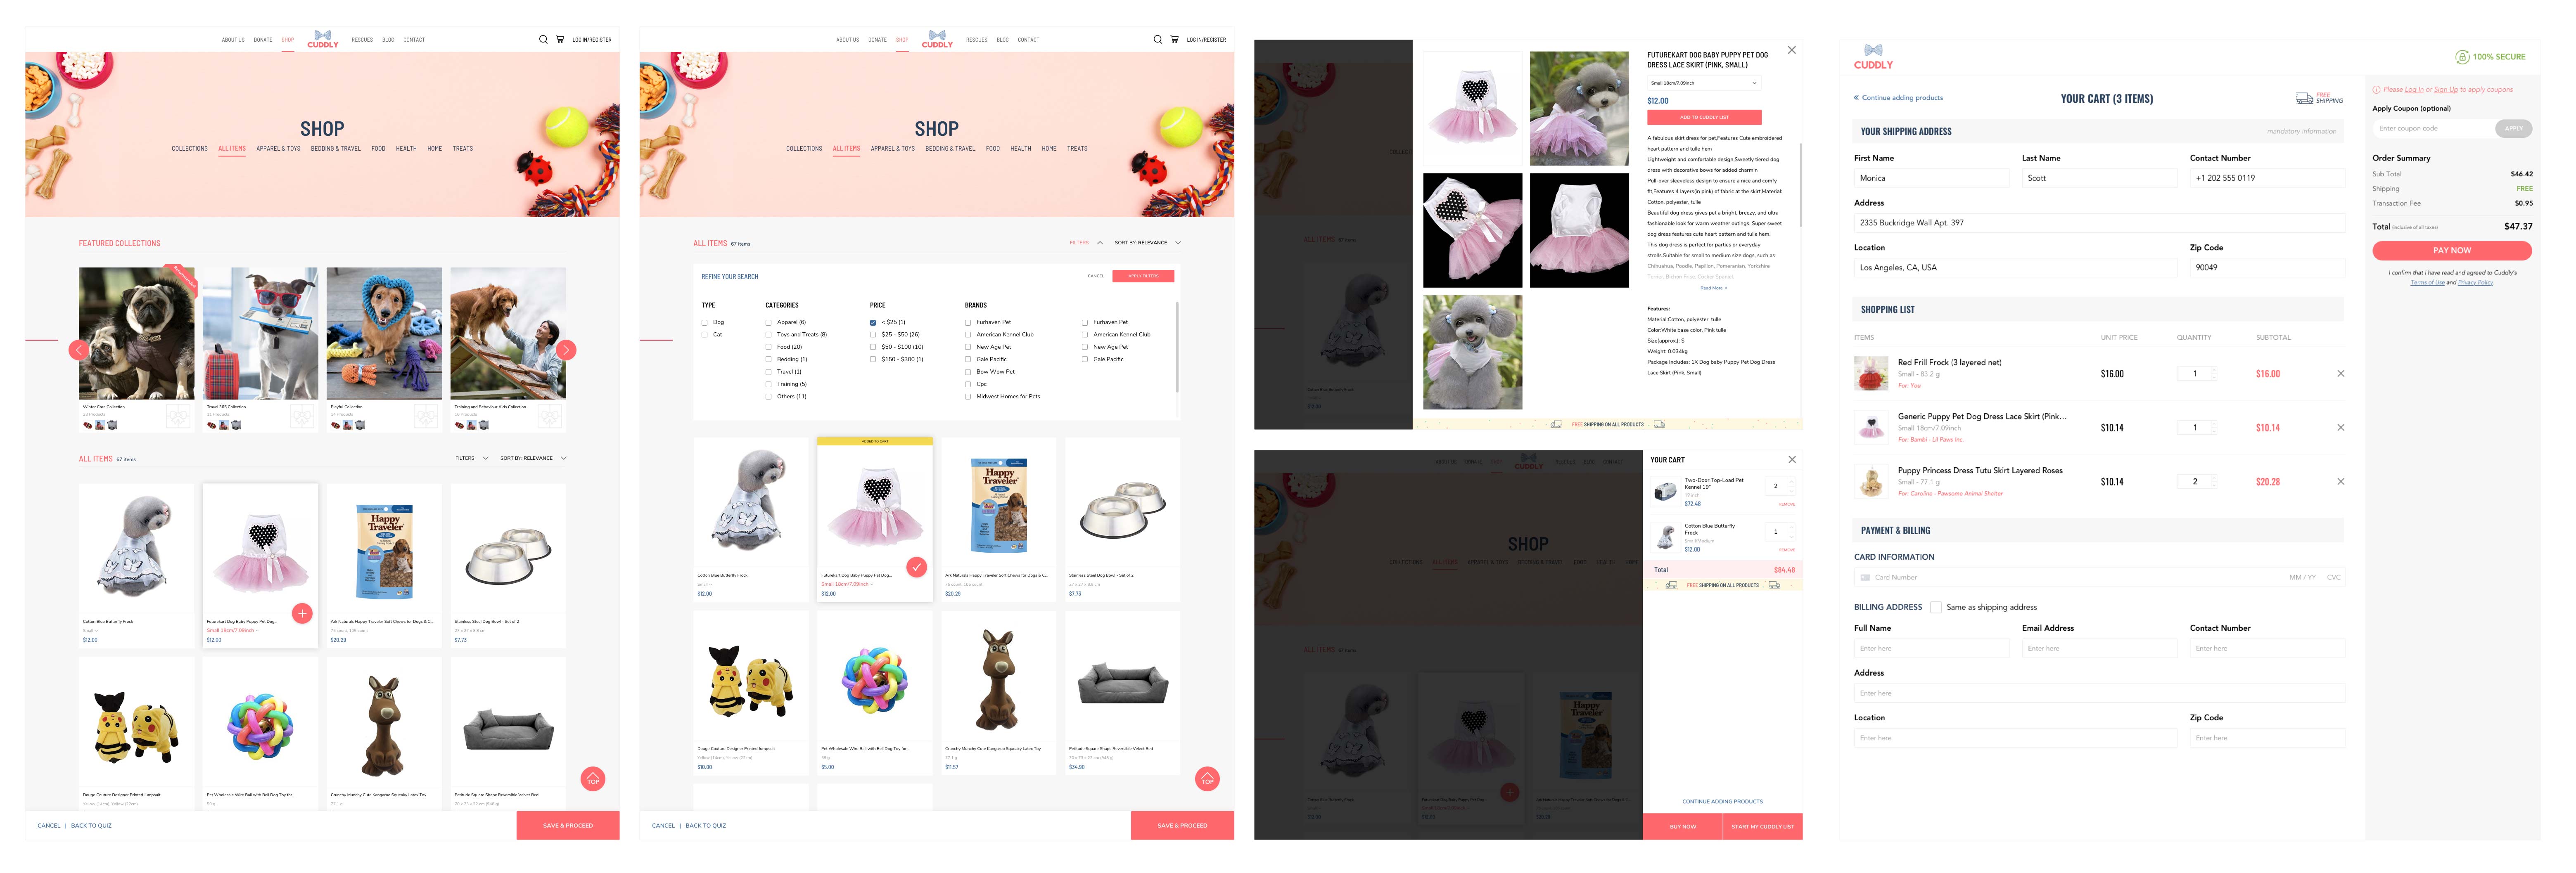 ABOUT US DONATE SHOP CUDDLY RESCUES BLOG CONTACT LOG IN/REGISTER
SHOP
COLLECTIONS ALL ITEMS APPAREL & TOYS BEDDING & TRAVEL FOOD HEALTH HOME TREATS
FEATURED COLLECTIONS
Winter Care Collection
Travel 365 Collection
Playful Collection
Training and Behaviour Aids Collection
ALL ITEMS 67 items FILTERS SORT BY: RELEVANCE
Happy Traveler
Cotton Blue Butterfly Frock
Small
$12.00
Futurekart Dog Baby Puppy Pet Dog...
Small 18cm/7.09inch
$12.00
Ark Naturals Happy Traveler Soft Chews for Dogs & C...
$20.29
Stainless Steel Dog Bowl - Set of 2
$7.73
Douge Couture Designer Printed Jumpsuit
Pet Wholesale Wire Ball with Bell Dog Toy for...
Crunchy Munchy Cute Kangaroo Squeaky Latex Toy
77.1 g
Petitude Square Shape Reversible Velvet Bed
TOP
CANCEL | BACK TO QUIZ SAVE & PROCEED
ABOUT US DONATE SHOP CUDDLY RESCUES BLOG CONTACT LOG IN/REGISTER
SHOP
COLLECTIONS ALL ITEMS APPAREL & TOYS BEDDING & TRAVEL FOOD HEALTH HOME TREATS
ALL ITEMS 67 items FILTERS SORT BY: RELEVANCE
REFINE YOUR SEARCH CANCEL APPLY FILTERS
TYPE
Dog
Cat
CATEGORIES
Apparel (6)
Toys and Treats (8)
Food (20)
Bedding (1)
Travel (1)
Training (5)
Others (11)
PRICE
< $25 (1)
$25 - $50 (26)
$50 - $100 (10)
$150 - $300 (1)
BRANDS
Furhaven Pet
American Kennel Club
New Age Pet
Gale Pacific
Bow Wow Pet
Cpc
Midwest Homes for Pets
Furhaven Pet
American Kennel Club
New Age Pet
Gale Pacific
ADDED TO CART
Happy Traveler
Cotton Blue Butterfly Frock
Small
$12.00
Futurekart Dog Baby Puppy Pet Dog...
Small 18cm/7.09inch
$12.00
Ark Naturals Happy Traveler Soft Chews for Dogs & C...
$20.29
Stainless Steel Dog Bowl - Set of 2
$7.73
Douge Couture Designer Printed Jumpsuit
$10.00
Pet Wholesale Wire Ball with Bell Dog Toy for...
$5.00
Crunchy Munchy Cute Kangaroo Squeaky Latex Toy
77.1 g
$11.57
Petitude Square Shape Reversible Velvet Bed
$34.90
TOP
CANCEL | BACK TO QUIZ SAVE & PROCEED
FUTUREKART DOG BABY PUPPY PET DOG
DRESS LACE SKIRT (PINK, SMALL)
Small 18cm/7.09inch
$12.00
ADD TO CUDDLY LIST
A fabulous skirt dress for pet,Features Cute embroidered
heart pattern and tulle hem
Lightweight and comfortable design,Sweetly tiered dog
dress with decorative bows for added charmin
Pull-over sleeveless design to ensure a nice and comfy
fit,Features 4 layers(in pink) of fabric at the skirt,Material:
Cotton, polyester, tulle
Beautiful dog dress gives pet a bright, breezy, and ultra
fashionable look for warm weather outings. Super sweet
dog dress features cute heart pattern and tulle hem.
This dog dress is perfect for parties or everyday
strolls.Suitable for small to medium size dogs, such as
Chihuahua, Poodle, Papillon, Pomeranian, Yorkshire
Terrier, Bichon Frise, Cocker Spaniel.
Read More
Features:
Material:Cotton, polyester, tulle
Color:White base color, Pink tulle
Size(approx.): S
Weight: 0.034kg
Package Includes: 1X Dog baby Puppy Pet Dog Dress
Lace Skirt (Pink, Small)
FREE SHIPPING ON ALL PRODUCTS
SHOP
ALL ITEMS
YOUR CART
Two-Door Top-Load Pet
Kennel 19"
19 inch
$72.48
2
REMOVE
Cotton Blue Butterfly
Frock
Small/Medium
$12.00
1
REMOVE
Total $84.48
FREE SHIPPING ON ALL PRODUCTS
CONTINUE ADDING PRODUCTS
BUY NOW START MY CUDDLY LIST
CUDDLY
100% SECURE
« Continue adding products
YOUR CART (3 ITEMS)
FREE SHIPPING
YOUR SHIPPING ADDRESS mandatory information
First Name Last Name Contact Number
Monica Scott +1 202 555 0119
Address
2335 Buckridge Wall Apt. 397
Location Zip Code
Los Angeles, CA, USA 90049
SHOPPING LIST
ITEMS UNIT PRICE QUANTITY SUBTOTAL
Red Frill Frock (3 layered net)
Small - 83.2 g
For: You
$16.00 1 $16.00
Generic Puppy Pet Dog Dress Lace Skirt (Pink...
Small 18cm/7.09inch
For: Bambi - Lil Paws Inc.
$10.14 1 $10.14
Puppy Princess Dress Tutu Skirt Layered Roses
Small - 77.1 g
For: Caroline - Pawsome Animal Shelter
$10.14 2 $20.28
PAYMENT & BILLING
CARD INFORMATION
Card Number MM / YY CVC
BILLING ADDRESS Same as shipping address
Full Name Email Address Contact Number
Enter here Enter here Enter here
Address
Enter here
Location Zip Code
Enter here Enter here
Please Log In or Sign Up to apply coupons
Apply Coupon (optional)
Enter coupon code APPLY
Order Summary
Sub Total $46.42
Shipping FREE
Transaction Fee $0.95
Total (inclusive of all taxes) $47.37
PAY NOW
I confirm that I have read and agreed to Cuddly's
Terms of Use and Privacy Policy.